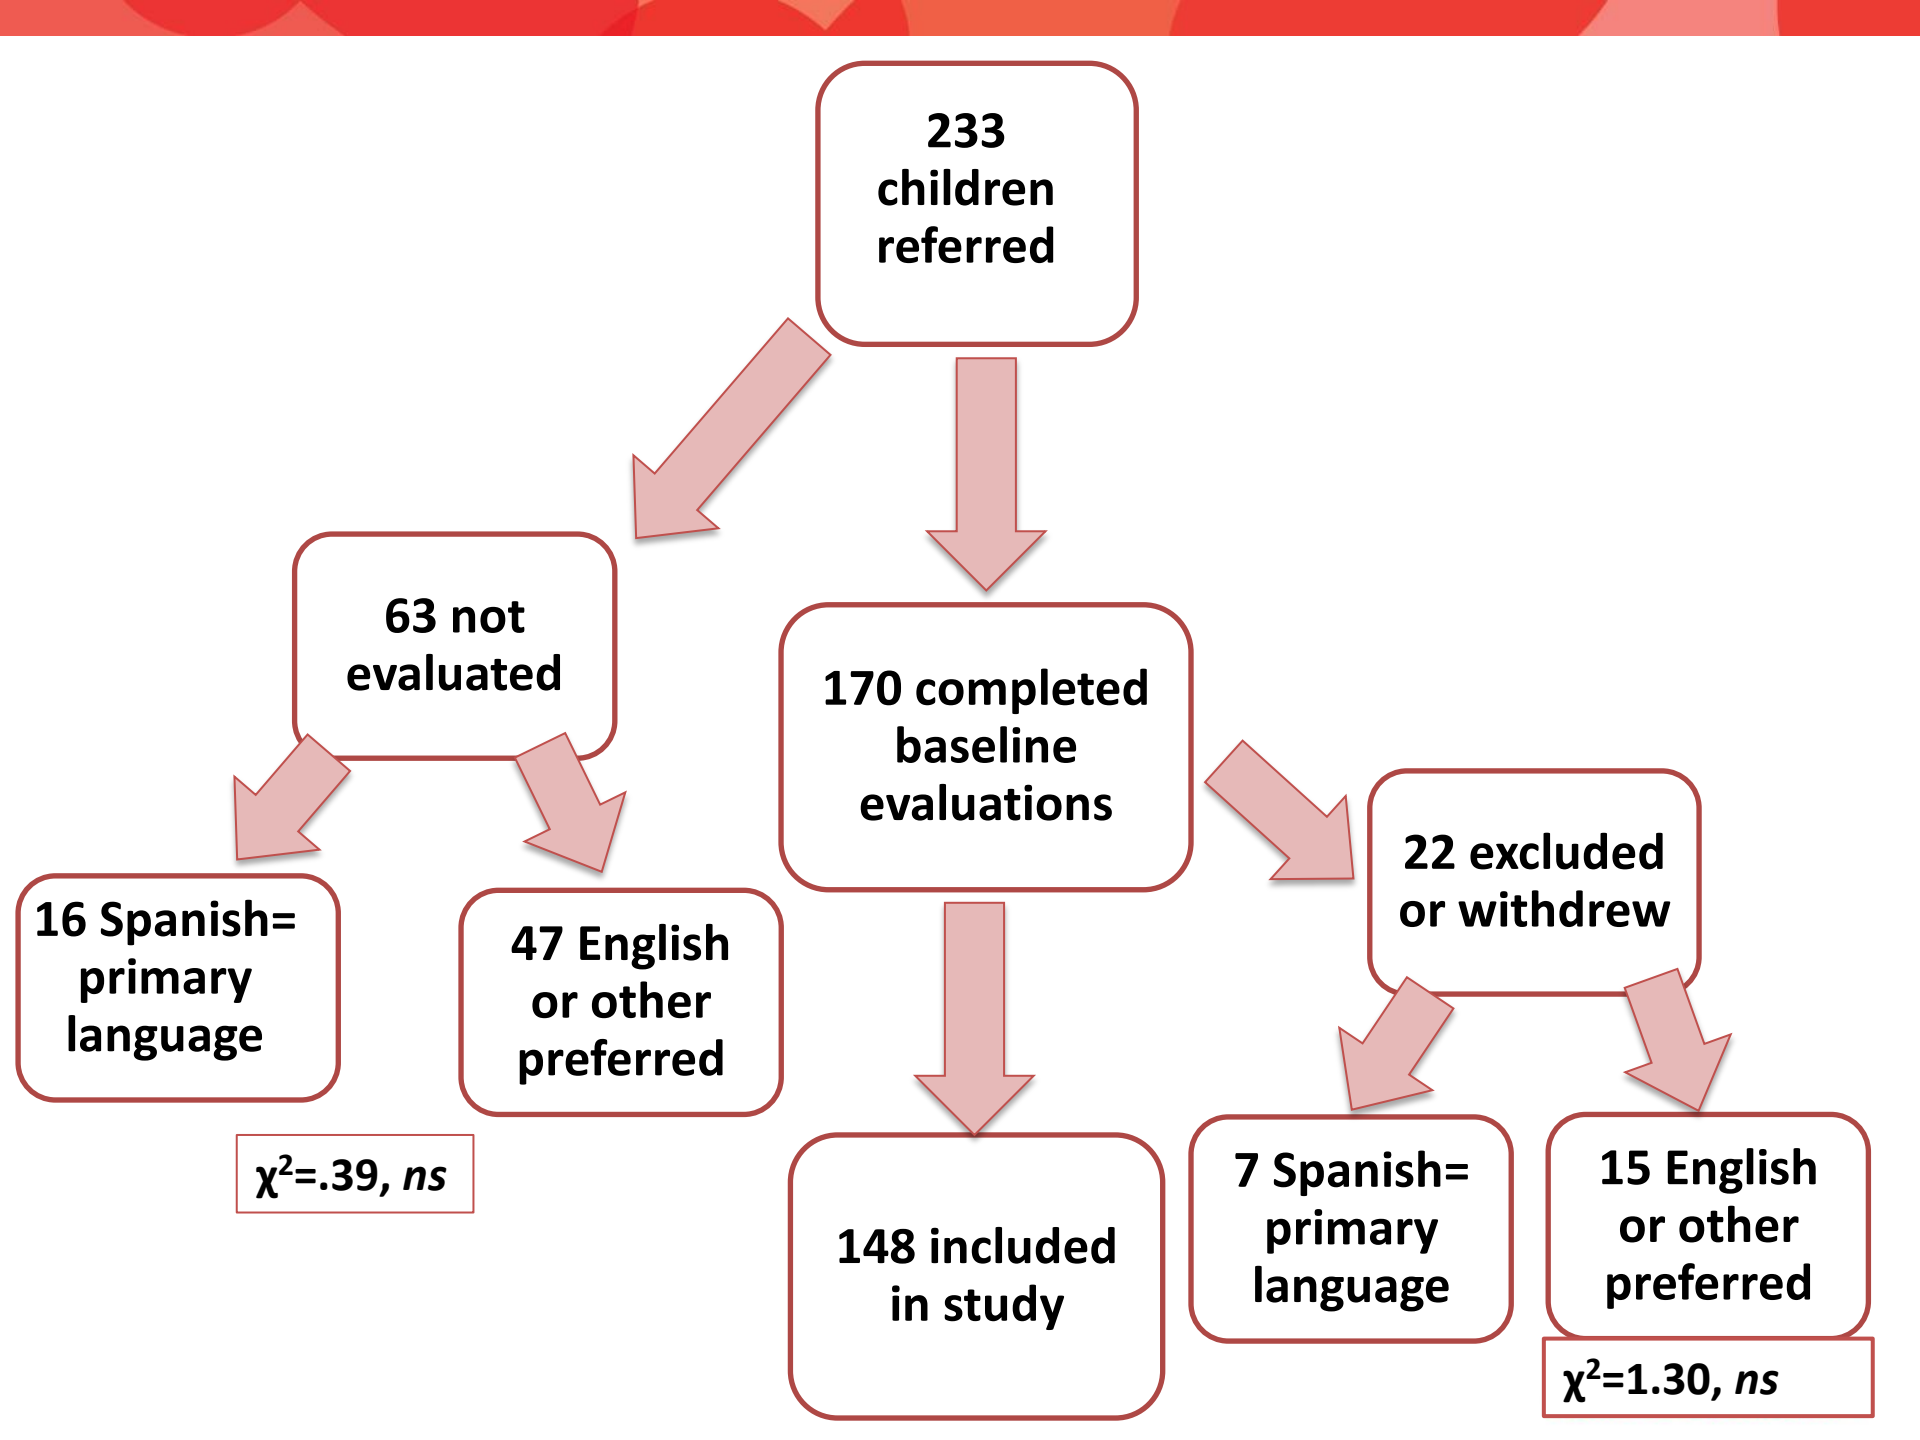 233
children
referred
63 not
evaluated
170 completed
baseline
evaluations
22 excluded
or withdrew
16 Spanish=
primary
language
47 English
or other
preferred
χ²=.39, ns
148 included
in study
7 Spanish=
primary
language
15 English
or other
preferred
χ²=1.30, ns